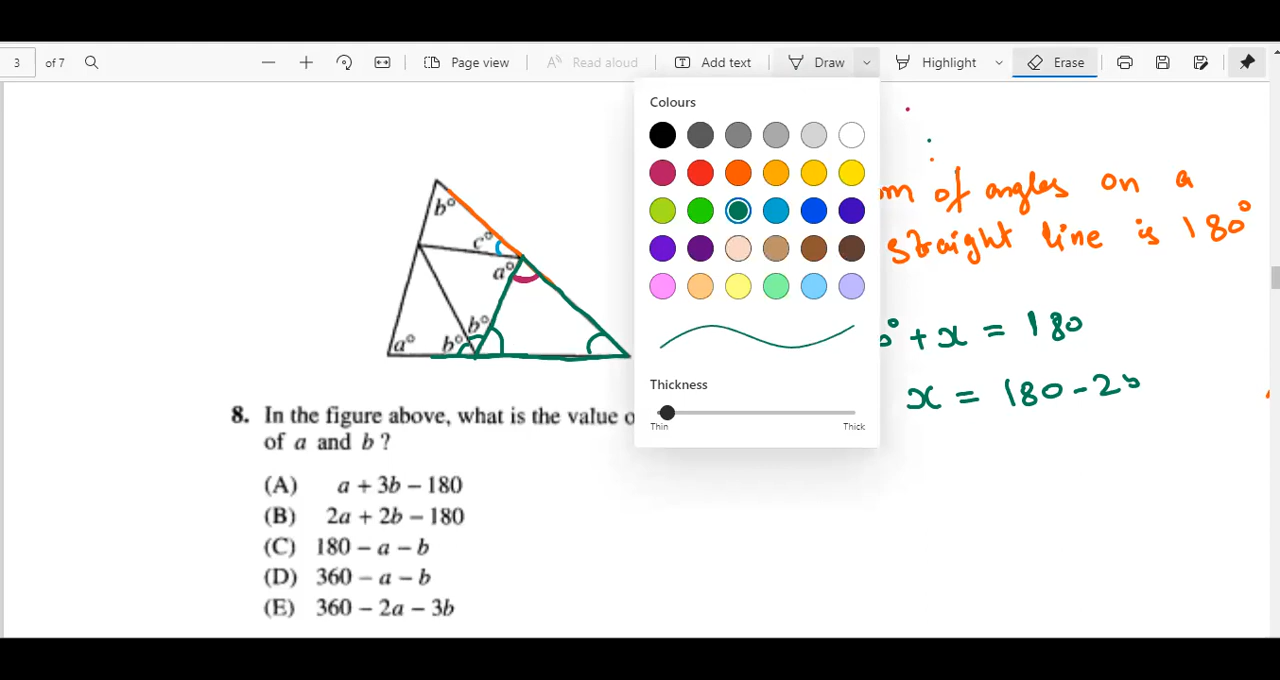 3 of 7 Page view Read aloud Add text Draw Highlight Erase
Colours
of angles on a
straight line is 180°
b°
c°
a°
b°
a° b°
+ x = 180
x = 180 - 2b
Thickness
Thin Thick
8. In the figure above, what is the value
of a and b ?
(A) a + 3b – 180
(B) 2a + 2b – 180
(C) 180 – a – b
(D) 360 – a – b
(E) 360 – 2a – 3b